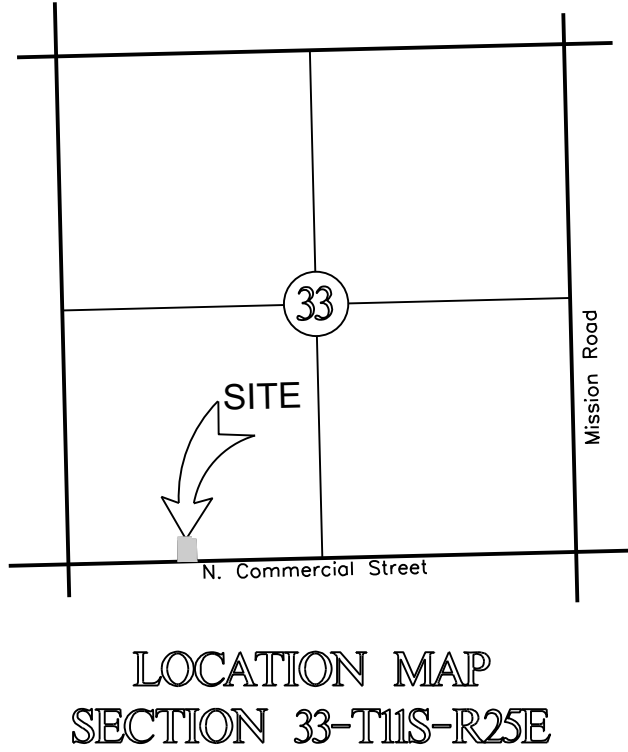 33
SITE
Mission Road
N. Commercial Street
LOCATION MAP
SECTION 33-T11S-R25E